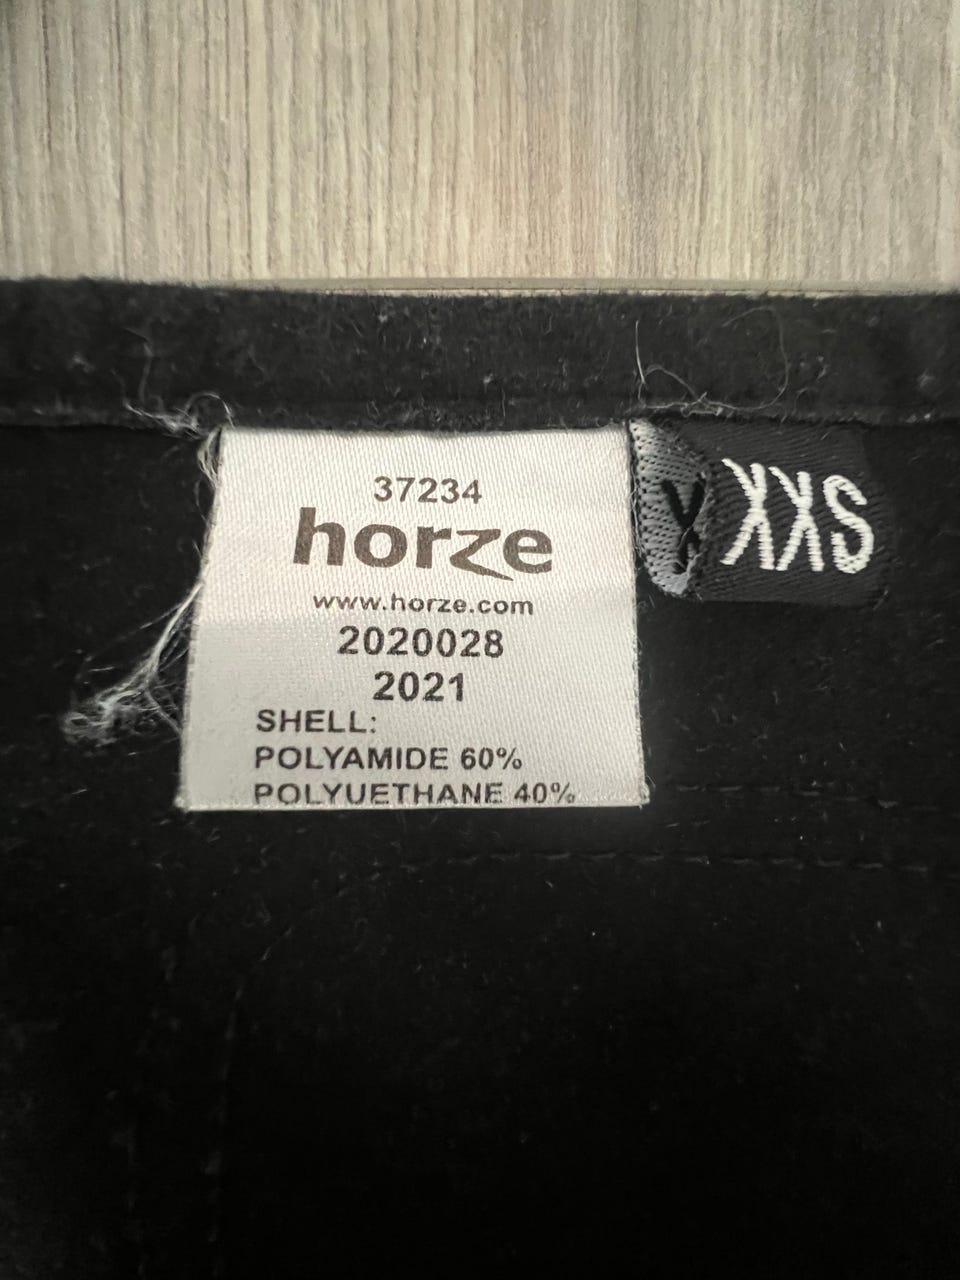 37234
horze
www.horze.com
2020028
2021
SHELL:
POLYAMIDE 60%
POLYUETHANE 40%
XXS